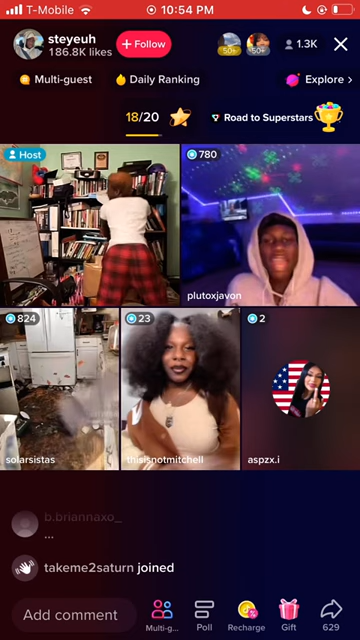 T-Mobile 10:54 PM
steyeuh
186.8K likes
+ Follow
50+
50+
1.3K
Multi-guest
Daily Ranking
Explore >
18/20
Road to Superstars
Host
780
plutoxjavon
824
solarsistas
23
thisisnotmitchell
2
aspzx.i
b.briannaxo_
...
takeme2saturn joined
Add comment
Multi-g...
Poll
Recharge
Gift
629